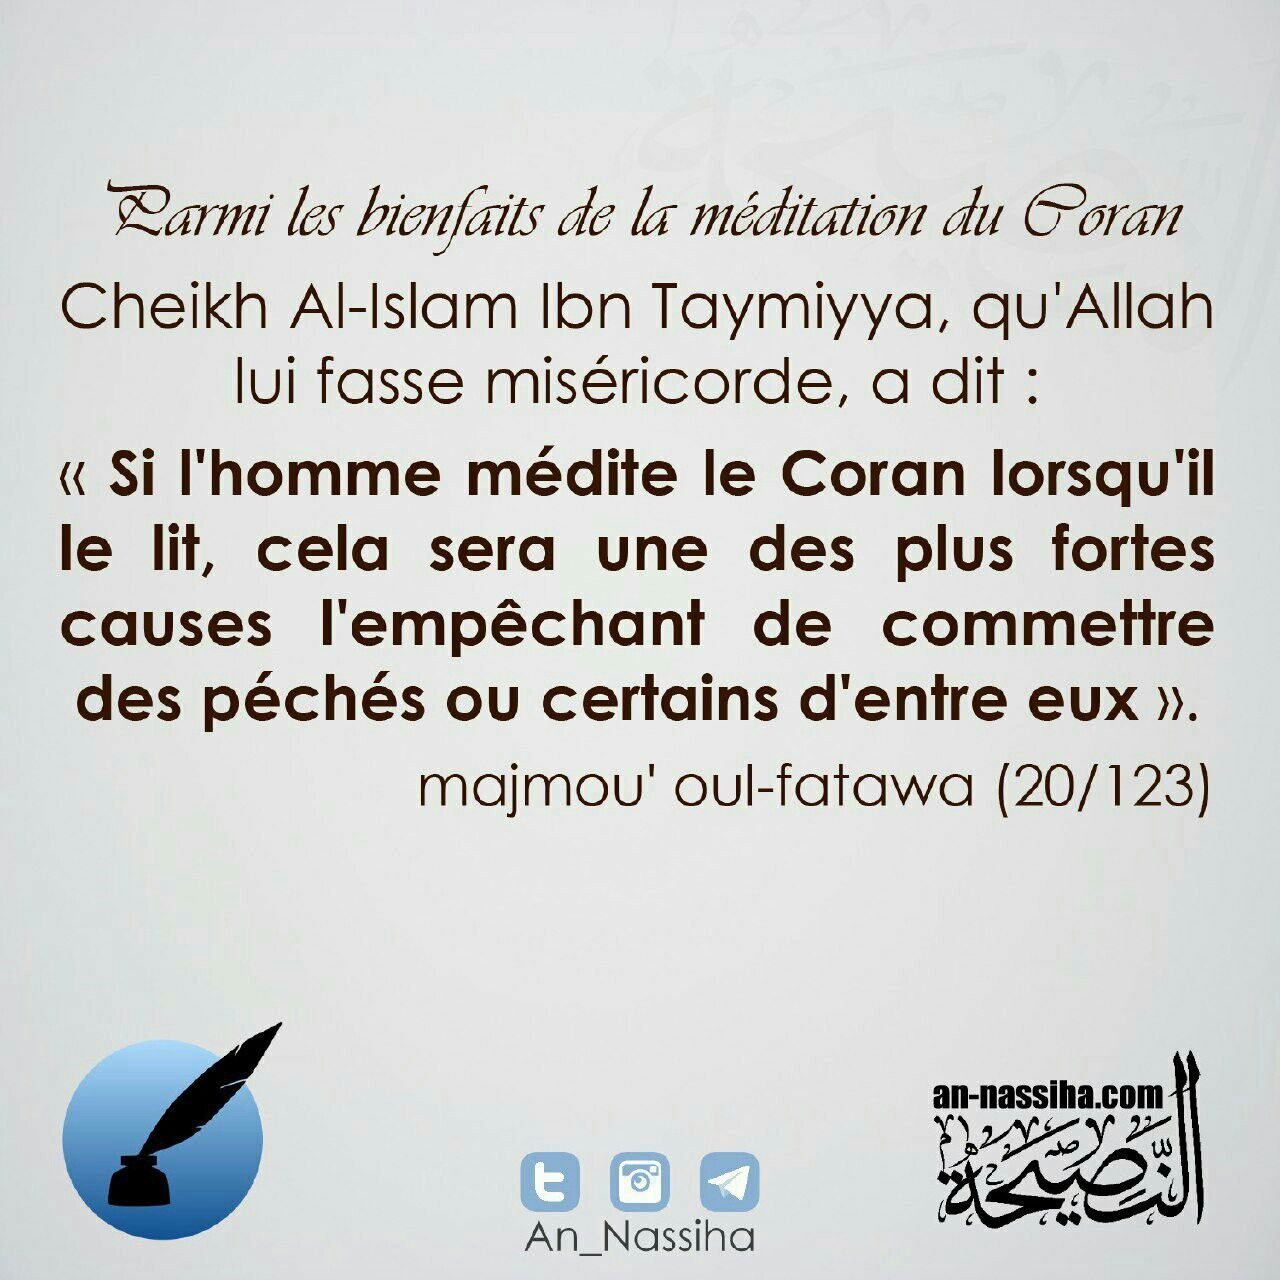 Parmi les bienfaits de la méditation du Coran
Cheikh Al-Islam Ibn Taymiyya, qu'Allah
lui fasse miséricorde, a dit :
« Si l'homme médite le Coran lorsqu'il
le lit, cela sera une des plus fortes
causes l'empêchant de commettre
des péchés ou certains d'entre eux ».
majmou' oul-fatawa (20/123)
an-nassiha.com
النَّصِيحَة
An_Nassiha